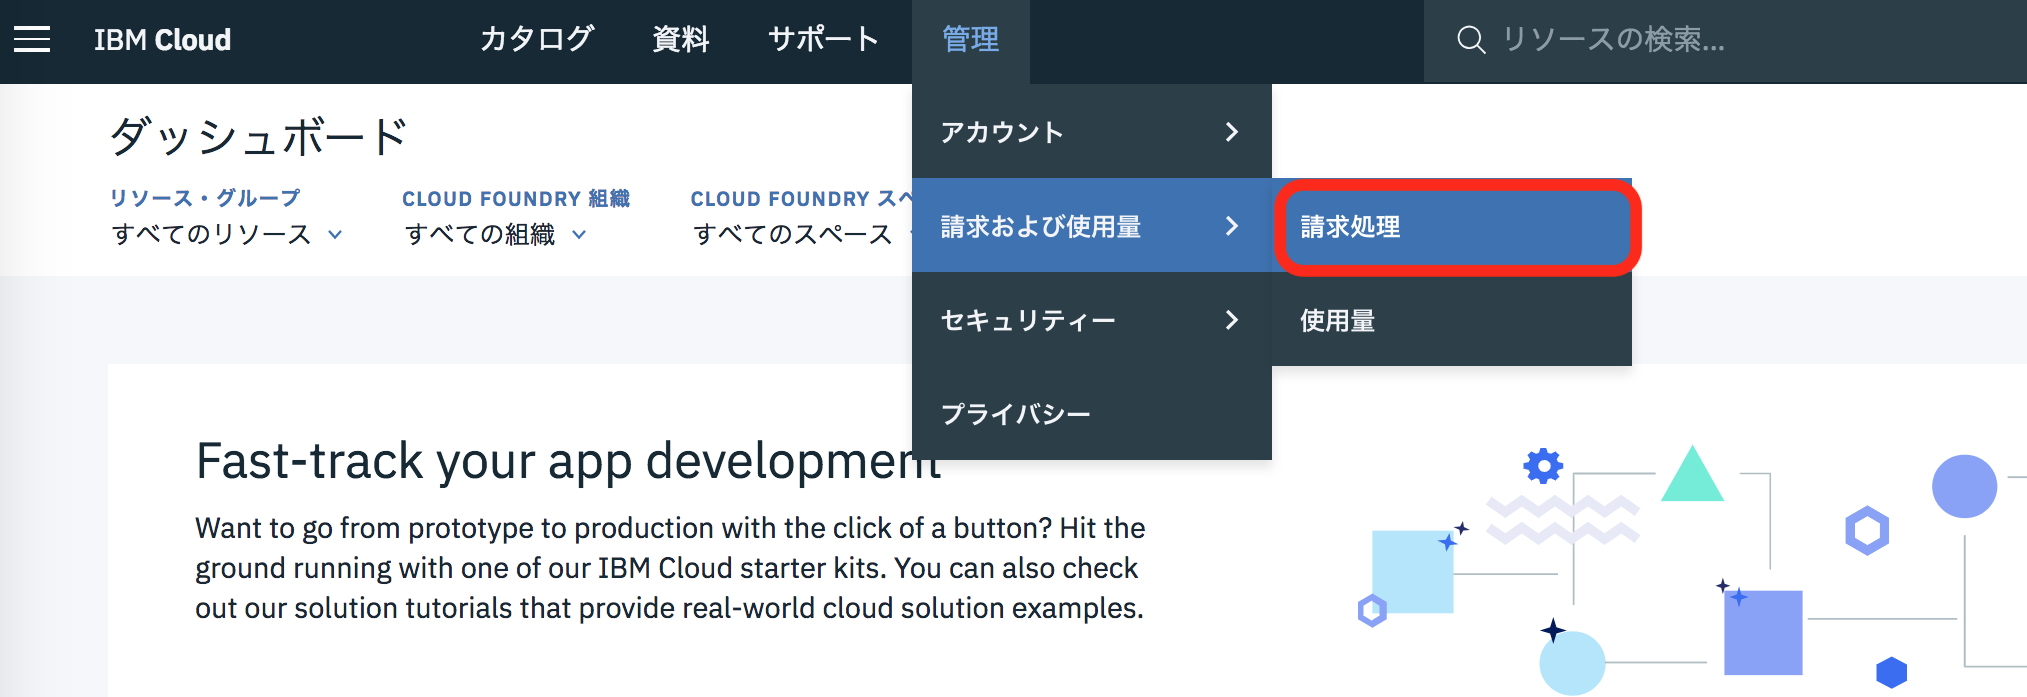 IBM Cloud カタログ 資料 サポート 管理 リソースの検索...
ダッシュボード
リソース・グループ
すべてのリソース
CLOUD FOUNDRY 組織
すべての組織
CLOUD FOUNDRY スペ
すべてのスペース
アカウント
請求および使用量
セキュリティー
プライバシー
請求処理
使用量
Fast-track your app development
Want to go from prototype to production with the click of a button? Hit the
ground running with one of our IBM Cloud starter kits. You can also check
out our solution tutorials that provide real-world cloud solution examples.